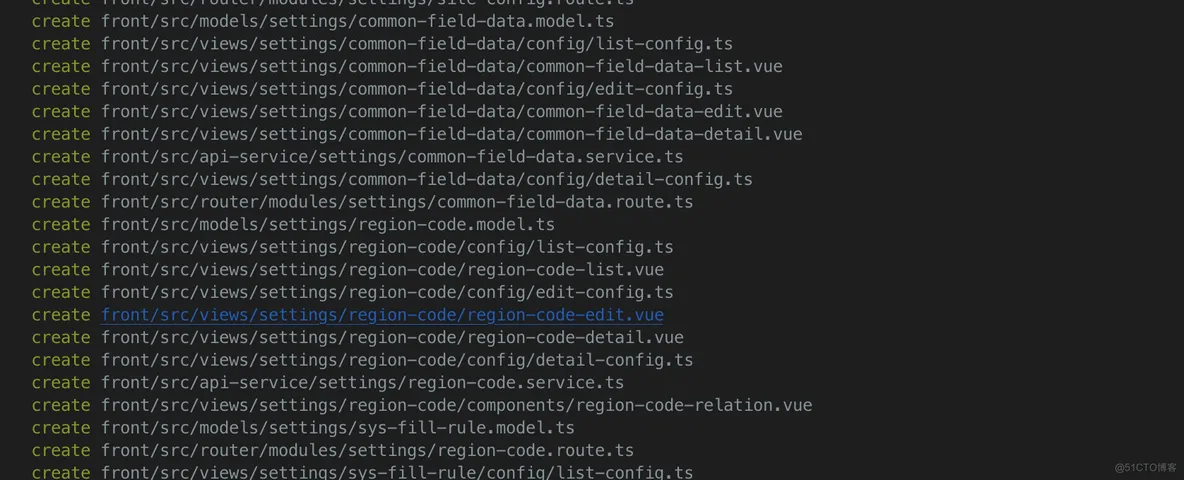 create front/src/router/modules/settings/site-config.route.ts
create front/src/models/settings/common-field-data.model.ts
create front/src/views/settings/common-field-data/config/list-config.ts
create front/src/views/settings/common-field-data/common-field-data-list.vue
create front/src/views/settings/common-field-data/config/edit-config.ts
create front/src/views/settings/common-field-data/common-field-data-edit.vue
create front/src/views/settings/common-field-data/common-field-data-detail.vue
create front/src/api-service/settings/common-field-data.service.ts
create front/src/views/settings/common-field-data/config/detail-config.ts
create front/src/router/modules/settings/common-field-data.route.ts
create front/src/models/settings/region-code.model.ts
create front/src/views/settings/region-code/config/list-config.ts
create front/src/views/settings/region-code/region-code-list.vue
create front/src/views/settings/region-code/config/edit-config.ts
create front/src/views/settings/region-code/region-code-edit.vue
create front/src/views/settings/region-code/region-code-detail.vue
create front/src/views/settings/region-code/config/detail-config.ts
create front/src/api-service/settings/region-code.service.ts
create front/src/views/settings/region-code/components/region-code-relation.vue
create front/src/models/settings/sys-fill-rule.model.ts
create front/src/router/modules/settings/region-code.route.ts
create front/src/views/settings/sys-fill-rule/config/list-config.ts
@51CTO博客